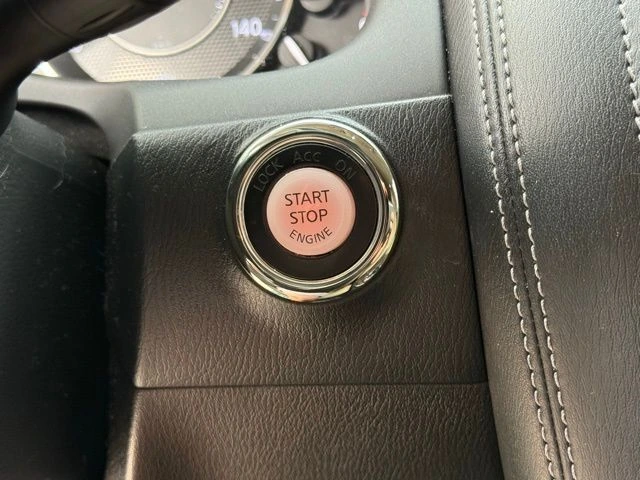 140
LOCK ACC ON
START
STOP
ENGINE